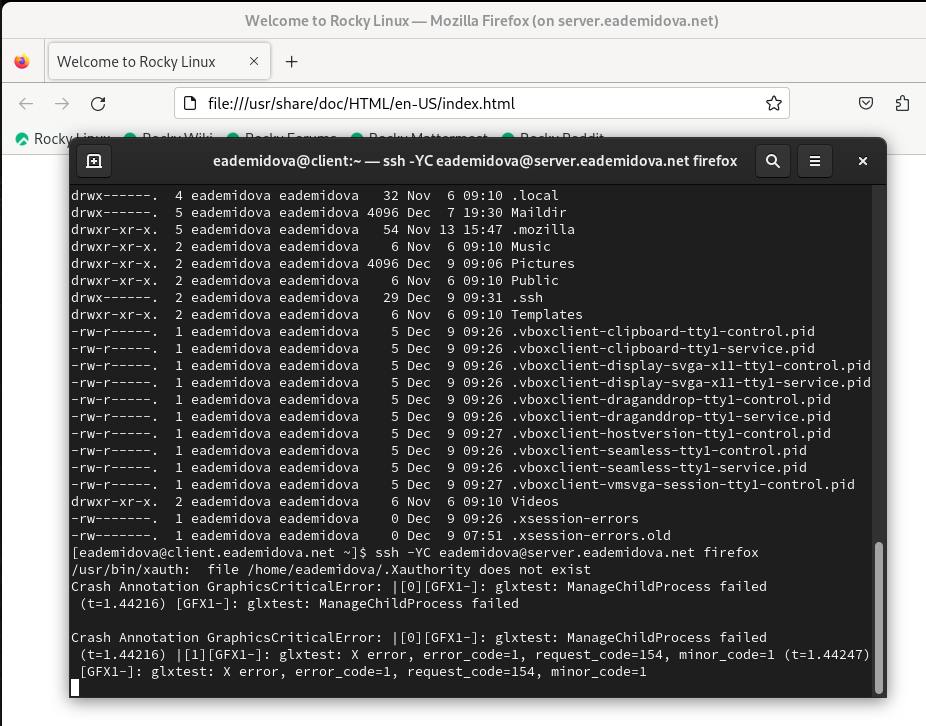 Welcome to Rocky Linux — Mozilla Firefox (on server.eademidova.net)
Welcome to Rocky Linux
file:///usr/share/doc/HTML/en-US/index.html
Rocky Linux Rocky Wiki Rocky Forums Rocky Mattermost Rocky Reddit
eademidova@client:~ — ssh -YC eademidova@server.eademidova.net firefox
drwx------. 4 eademidova eademidova 32 Nov 6 09:10 .local
drwx------. 5 eademidova eademidova 4096 Dec 7 19:30 Maildir
drwxr-xr-x. 5 eademidova eademidova 54 Nov 13 15:47 .mozilla
drwxr-xr-x. 2 eademidova eademidova 6 Nov 6 09:10 Music
drwxr-xr-x. 2 eademidova eademidova 4096 Dec 9 09:06 Pictures
drwxr-xr-x. 2 eademidova eademidova 6 Nov 6 09:10 Public
drwx------. 2 eademidova eademidova 29 Dec 9 09:31 .ssh
drwxr-xr-x. 2 eademidova eademidova 6 Nov 6 09:10 Templates
-rw-r-----. 1 eademidova eademidova 5 Dec 9 09:26 .vboxclient-clipboard-tty1-control.pid
-rw-r-----. 1 eademidova eademidova 5 Dec 9 09:26 .vboxclient-clipboard-tty1-service.pid
-rw-r-----. 1 eademidova eademidova 5 Dec 9 09:26 .vboxclient-display-svga-x11-tty1-control.pid
-rw-r-----. 1 eademidova eademidova 5 Dec 9 09:26 .vboxclient-display-svga-x11-tty1-service.pid
-rw-r-----. 1 eademidova eademidova 5 Dec 9 09:26 .vboxclient-draganddrop-tty1-control.pid
-rw-r-----. 1 eademidova eademidova 5 Dec 9 09:26 .vboxclient-draganddrop-tty1-service.pid
-rw-r-----. 1 eademidova eademidova 5 Dec 9 09:27 .vboxclient-hostversion-tty1-control.pid
-rw-r-----. 1 eademidova eademidova 5 Dec 9 09:26 .vboxclient-seamless-tty1-control.pid
-rw-r-----. 1 eademidova eademidova 5 Dec 9 09:26 .vboxclient-seamless-tty1-service.pid
-rw-r-----. 1 eademidova eademidova 5 Dec 9 09:27 .vboxclient-vmsvga-session-tty1-control.pid
drwxr-xr-x. 2 eademidova eademidova 6 Nov 6 09:10 Videos
-rw-------. 1 eademidova eademidova 0 Dec 9 09:26 .xsession-errors
-rw-------. 1 eademidova eademidova 0 Dec 9 07:51 .xsession-errors.old
[eademidova@client.eademidova.net ~]$ ssh -YC eademidova@server.eademidova.net firefox
/usr/bin/xauth: file /home/eademidova/.Xauthority does not exist
Crash Annotation GraphicsCriticalError: |[0][GFX1-]: glxtest: ManageChildProcess failed
(t=1.44216) [GFX1-]: glxtest: ManageChildProcess failed
Crash Annotation GraphicsCriticalError: |[0][GFX1-]: glxtest: ManageChildProcess failed
(t=1.44216) |[1][GFX1-]: glxtest: X error, error_code=1, request_code=154, minor_code=1 (t=1.44247)
[GFX1-]: glxtest: X error, error_code=1, request_code=154, minor_code=1